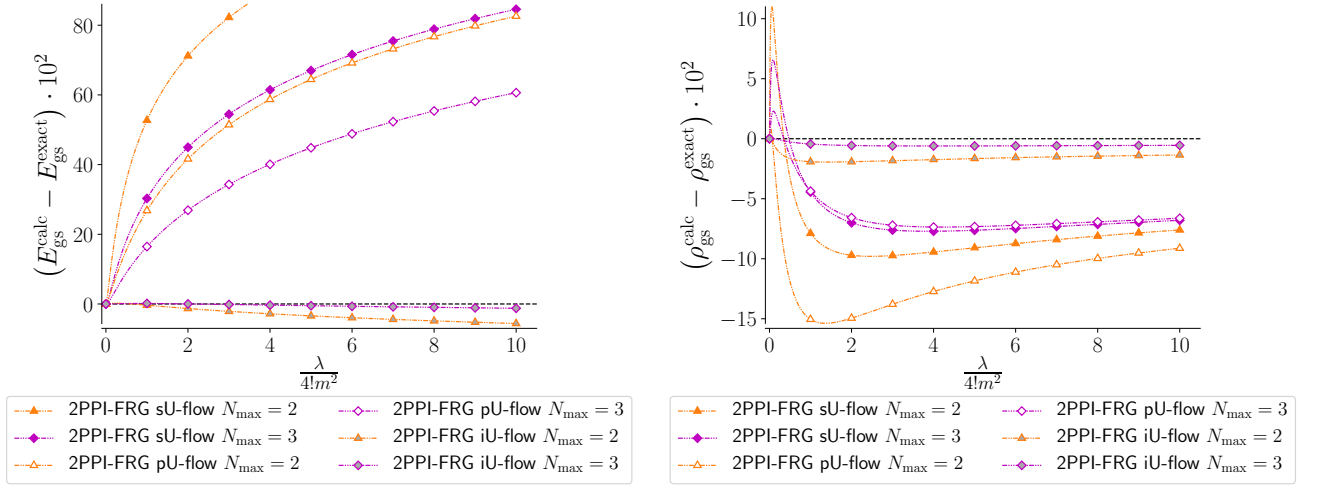 (E_gs^calc − E_gs^exact) · 10^2
80
60
40
20
0
0 2 4 6 8 10
λ/4!m^2
2PPI-FRG sU-flow N_max = 2
2PPI-FRG sU-flow N_max = 3
2PPI-FRG pU-flow N_max = 2
2PPI-FRG pU-flow N_max = 3
2PPI-FRG iU-flow N_max = 2
2PPI-FRG iU-flow N_max = 3
(ρ_gs^calc − ρ_gs^exact) · 10^2
10
5
0
−5
−10
−15
0 2 4 6 8 10
λ/4!m^2
2PPI-FRG sU-flow N_max = 2
2PPI-FRG sU-flow N_max = 3
2PPI-FRG pU-flow N_max = 2
2PPI-FRG pU-flow N_max = 3
2PPI-FRG iU-flow N_max = 2
2PPI-FRG iU-flow N_max = 3